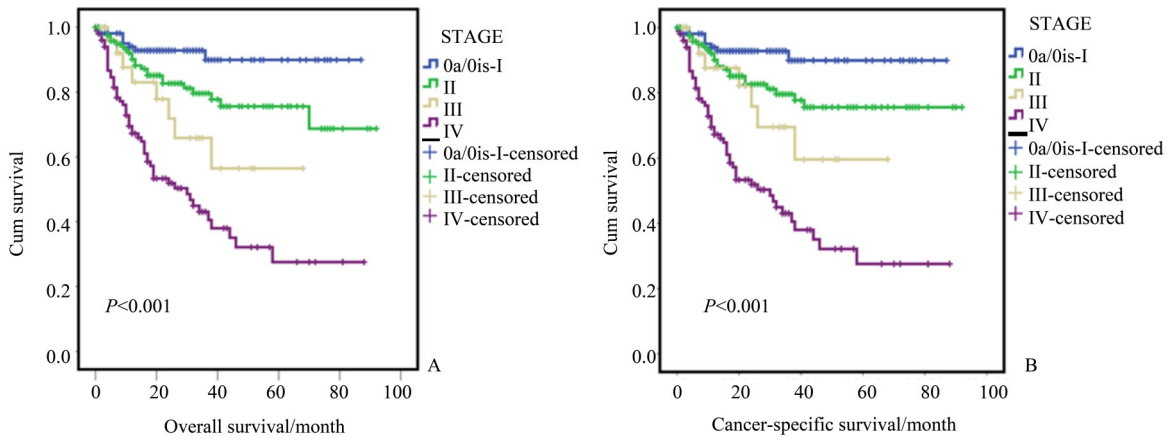 1.0
0.8
0.6
0.4
0.2
0.0
Cum survival
0 20 40 60 80 100
Overall survival/month
P<0.001
A
STAGE
0a/0is-I
II
III
IV
0a/0is-I-censored
II-censored
III-censored
IV-censored
1.0
0.8
0.6
0.4
0.2
0.0
Cum survival
0 20 40 60 80 100
Cancer-specific survival/month
P<0.001
B
STAGE
0a/0is-I
II
III
IV
0a/0is-I-censored
II-censored
III-censored
IV-censored